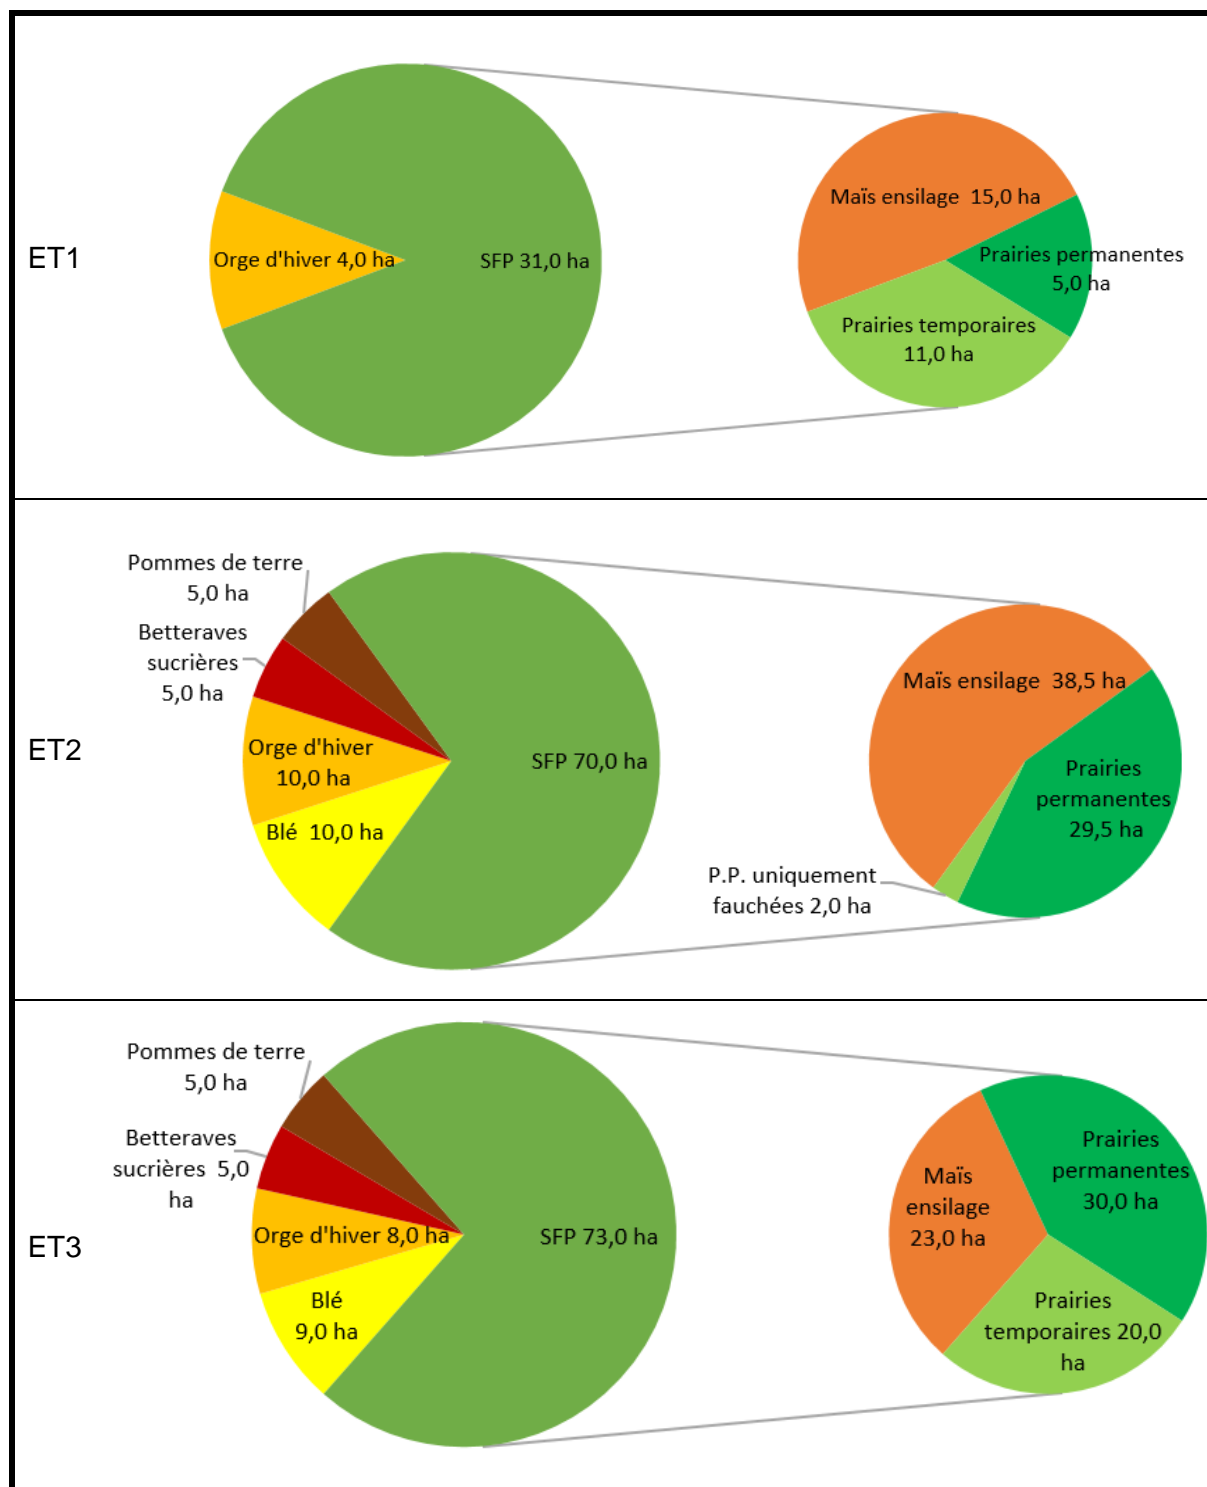 ET1
Orge d'hiver 4,0 ha
SFP 31,0 ha
Maïs ensilage 15,0 ha
Prairies permanentes
5,0 ha
Prairies temporaires
11,0 ha
ET2
Pommes de terre
5,0 ha
Betteraves
sucrières
5,0 ha
Orge d'hiver
10,0 ha
Blé 10,0 ha
SFP 70,0 ha
Maïs ensilage 38,5 ha
Prairies
permanentes
29,5 ha
P.P. uniquement
fauchées 2,0 ha
ET3
Pommes de terre
5,0 ha
Betteraves
sucrières 5,0
ha
Orge d'hiver 8,0 ha
Blé
9,0 ha
SFP 73,0 ha
Maïs
ensilage
23,0 ha
Prairies
permanentes
30,0 ha
Prairies
temporaires 20,0
ha